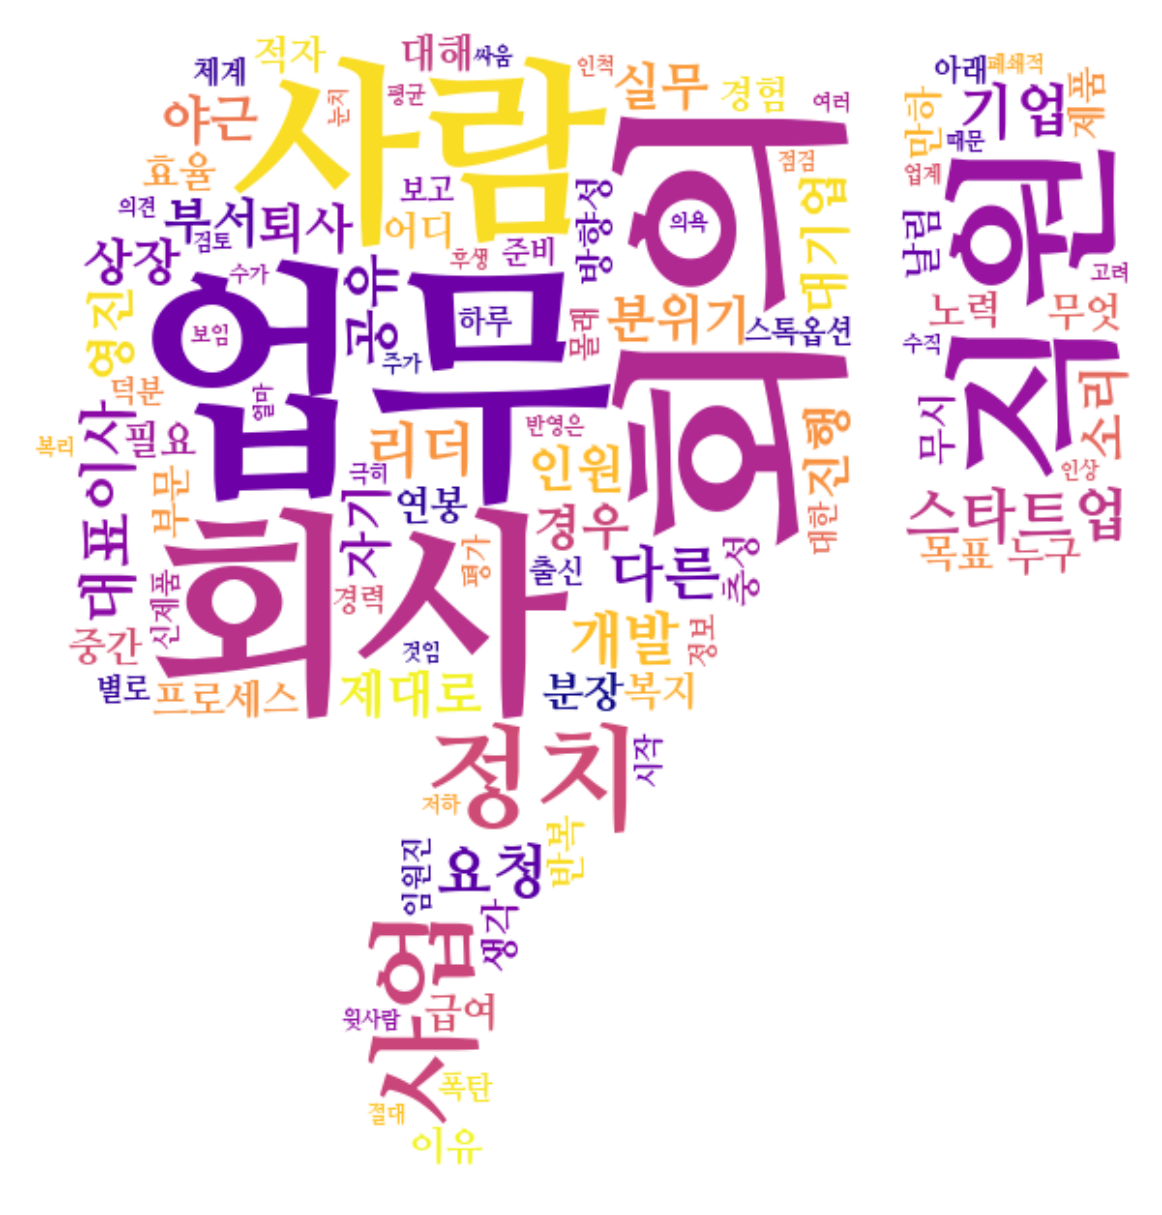 적자
대해
싸움
인척
체계
눈치
평균
실무
경험
여러
아래
폐쇄적
야근
사람
기업
제품
만하
때문
효율
보고
방향성
회의
점검
대기업
업계
직원
의견
부서
퇴사
검토
어디
준비
후생
의욕
날림
고려
상장
수가
공유
업무
하루
몰래
분위기
스톡옵션
노력
무엇
영진
보임
주가
수직
덕분
얼마
반영은
무시
소리
복리
대표이사
필요
리더
인원
진행
인상
부문
극히
자기
연봉
경우
대한
스타트업
회사
평가
출신
다른
충성
목표
누구
신제품
경력
개발
정보
중간
것임
별로
프로세스
제대로
분장
복지
정치
시작
저하
임원진
요청
반복
사업
생각
윗사람
급여
폭탄
절대
이유